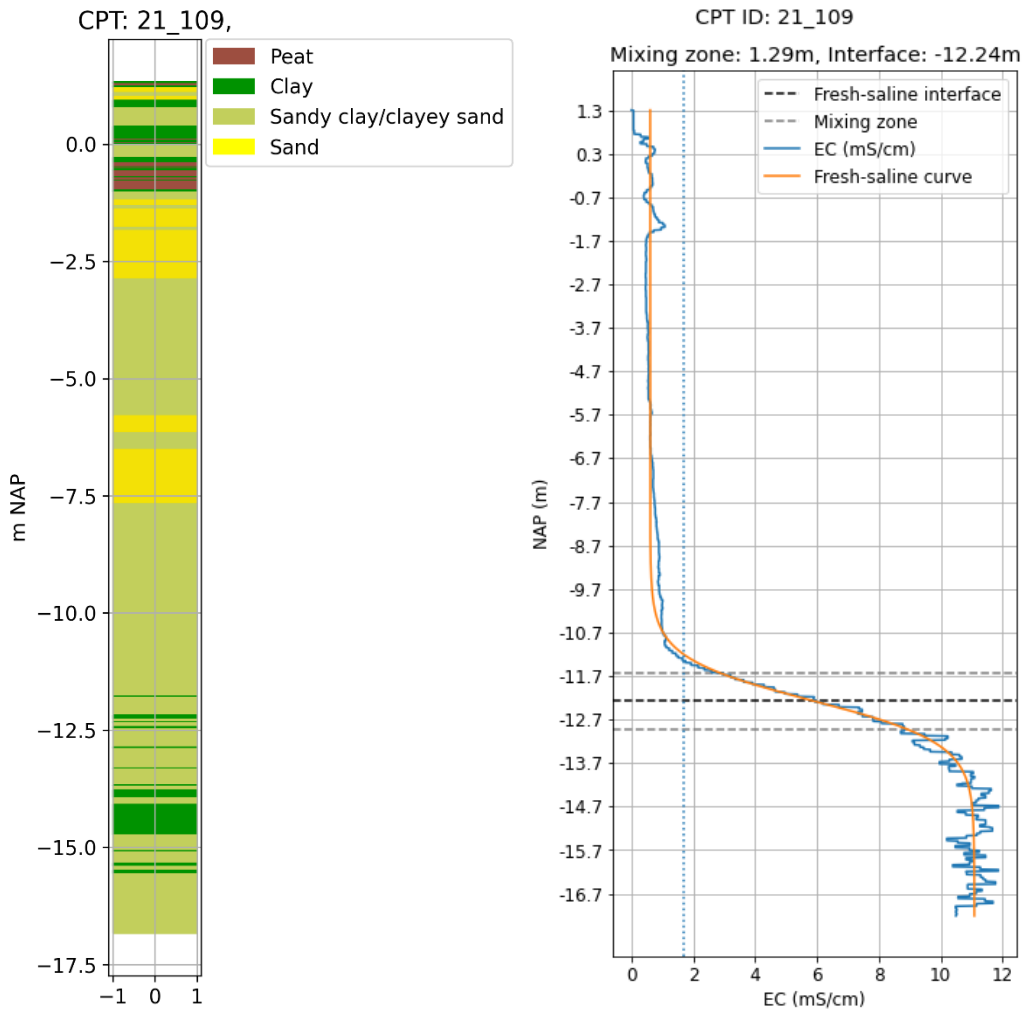 CPT: 21_109,
Peat
Clay
Sandy clay/clayey sand
Sand
m NAP
0.0
−2.5
−5.0
−7.5
−10.0
−12.5
−15.0
−17.5
−1 0 1
CPT ID: 21_109
Mixing zone: 1.29m, Interface: -12.24m
Fresh-saline interface
Mixing zone
EC (mS/cm)
Fresh-saline curve
NAP (m)
1.3
0.3
-0.7
-1.7
-2.7
-3.7
-4.7
-5.7
-6.7
-7.7
-8.7
-9.7
-10.7
-11.7
-12.7
-13.7
-14.7
-15.7
-16.7
0 2 4 6 8 10 12
EC (mS/cm)